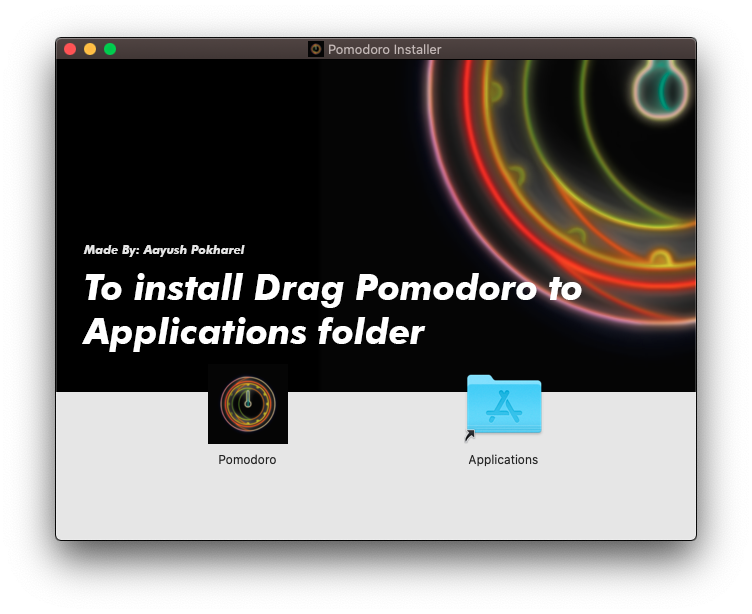 Pomodoro Installer
Made By: Aayush Pokharel
To install Drag Pomodoro to
Applications folder
Pomodoro
Applications